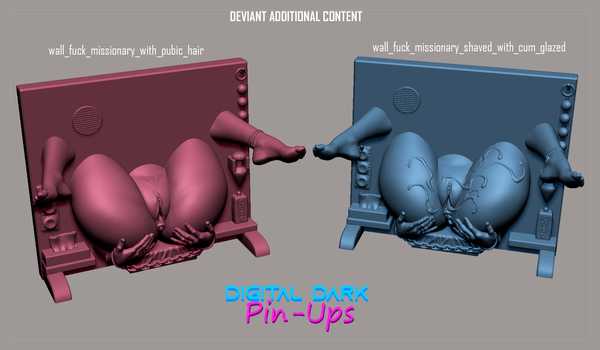 DEVIANT ADDITIONAL CONTENT
wall_fuck_missionary_with_pubic_hair
wall_fuck_missionary_shaved_with_cum_glazed
DIGITAL DARK
Pin-Ups